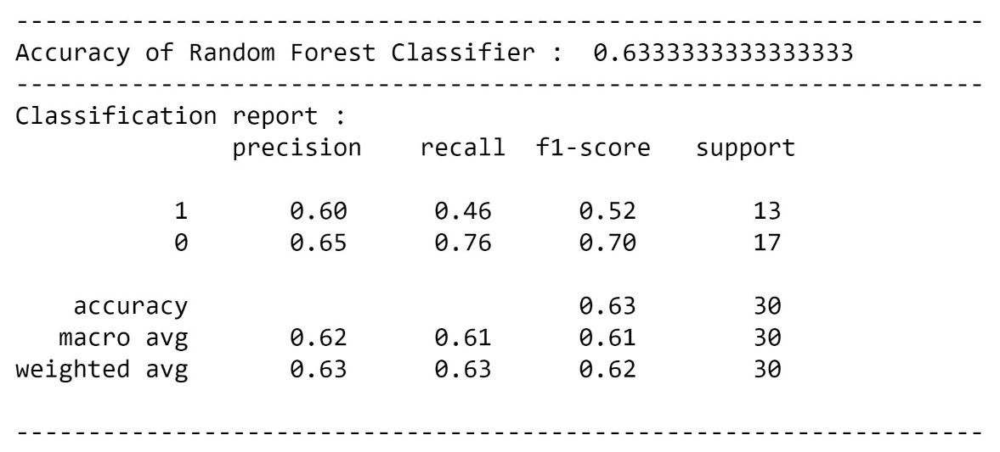 -------------------------------------------------------------------
Accuracy of Random Forest Classifier :  0.6333333333333333
-------------------------------------------------------------------
Classification report :
               precision    recall  f1-score   support

           1       0.60      0.46      0.52        13
           0       0.65      0.76      0.70        17

    accuracy                           0.63        30
   macro avg       0.62      0.61      0.61        30
weighted avg       0.63      0.63      0.62        30

-------------------------------------------------------------------